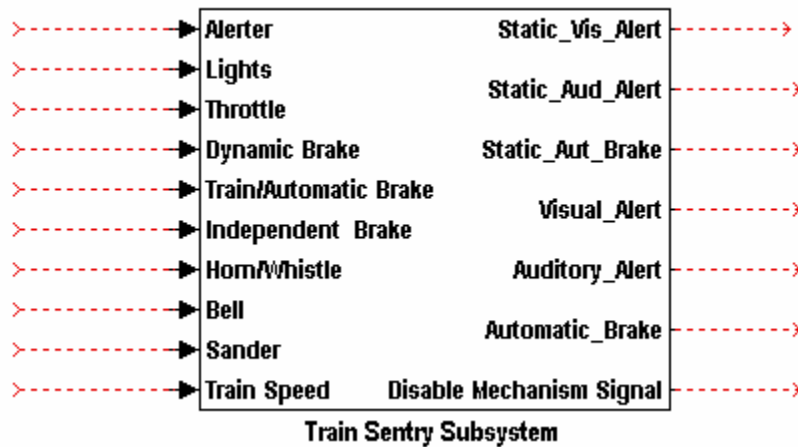 Alerter
Lights
Throttle
Dynamic Brake
Train/Automatic Brake
Independent Brake
Horn/Whistle
Bell
Sander
Train Speed
Static_Vis_Alert
Static_Aud_Alert
Static_Aut_Brake
Visual_Alert
Auditory_Alert
Automatic_Brake
Disable Mechanism Signal
Train Sentry Subsystem